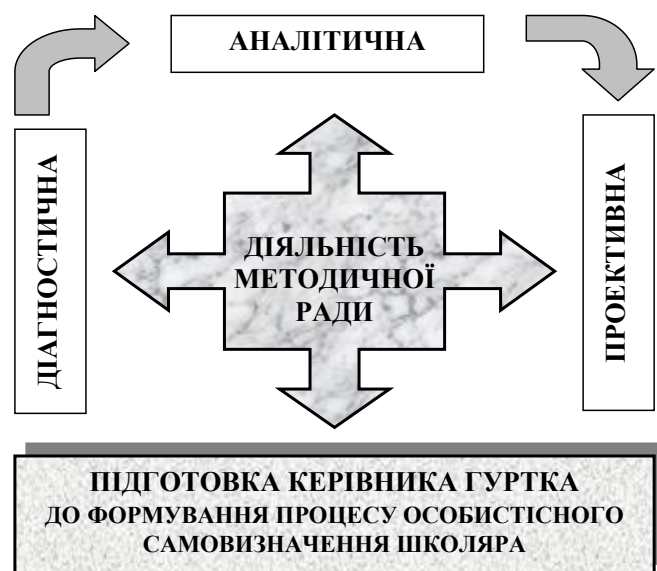 АНАЛІТИЧНА
ДІАГНОСТИЧНА
ДІЯЛЬНІСТЬ
МЕТОДИЧНОЇ
РАДИ
ПРОЕКТИВНА
ПІДГОТОВКА КЕРІВНИКА ГУРТКА
ДО ФОРМУВАННЯ ПРОЦЕСУ ОСОБИСТІСНОГО
САМОВИЗНАЧЕННЯ ШКОЛЯРА